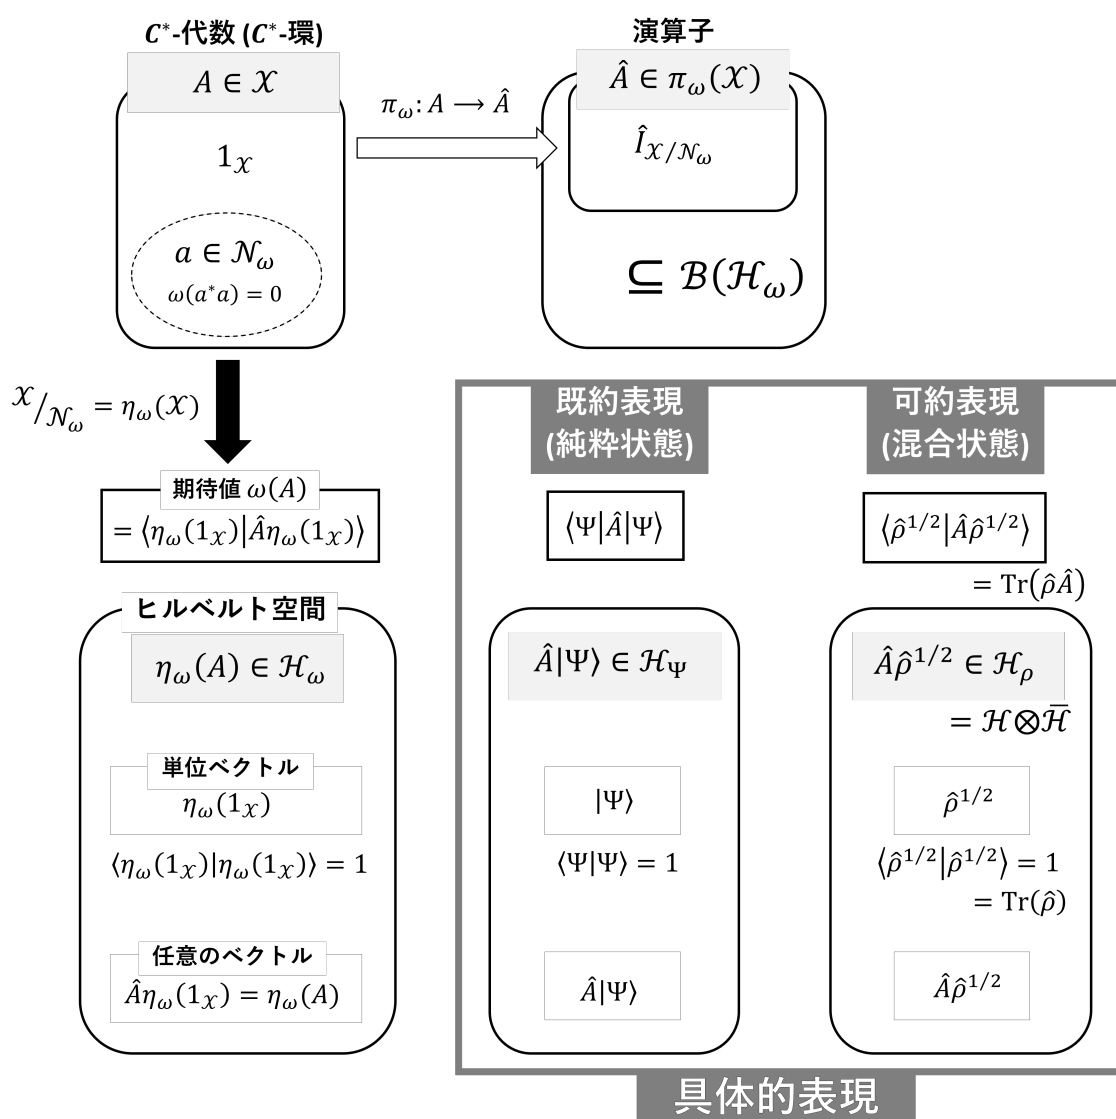 C*-代数 (C*-環)
A ∈ 𝒳
1_𝒳
a ∈ 𝒩_ω
ω(a*a) = 0
π_ω: A ⟶ Â
演算子
Â ∈ π_ω(𝒳)
Î_{𝒳/𝒩_ω}
⊆ ℬ(ℋ_ω)
𝒳/𝒩_ω = η_ω(𝒳)
期待値 ω(A)
= ⟨η_ω(1_𝒳)|Âη_ω(1_𝒳)⟩
ヒルベルト空間
η_ω(A) ∈ ℋ_ω
単位ベクトル
η_ω(1_𝒳)
⟨η_ω(1_𝒳)|η_ω(1_𝒳)⟩ = 1
任意のベクトル
Âη_ω(1_𝒳) = η_ω(A)
既約表現
(純粋状態)
⟨Ψ|Â|Ψ⟩
Â|Ψ⟩ ∈ ℋ_Ψ
|Ψ⟩
⟨Ψ|Ψ⟩ = 1
Â|Ψ⟩
可約表現
(混合状態)
⟨ρ̂^{1/2}|Âρ̂^{1/2}⟩
= Tr(ρ̂Â)
Âρ̂^{1/2} ∈ ℋ_ρ
= ℋ⊗ℋ̄
ρ̂^{1/2}
⟨ρ̂^{1/2}|ρ̂^{1/2}⟩ = 1
= Tr(ρ̂)
Âρ̂^{1/2}
具体的表現